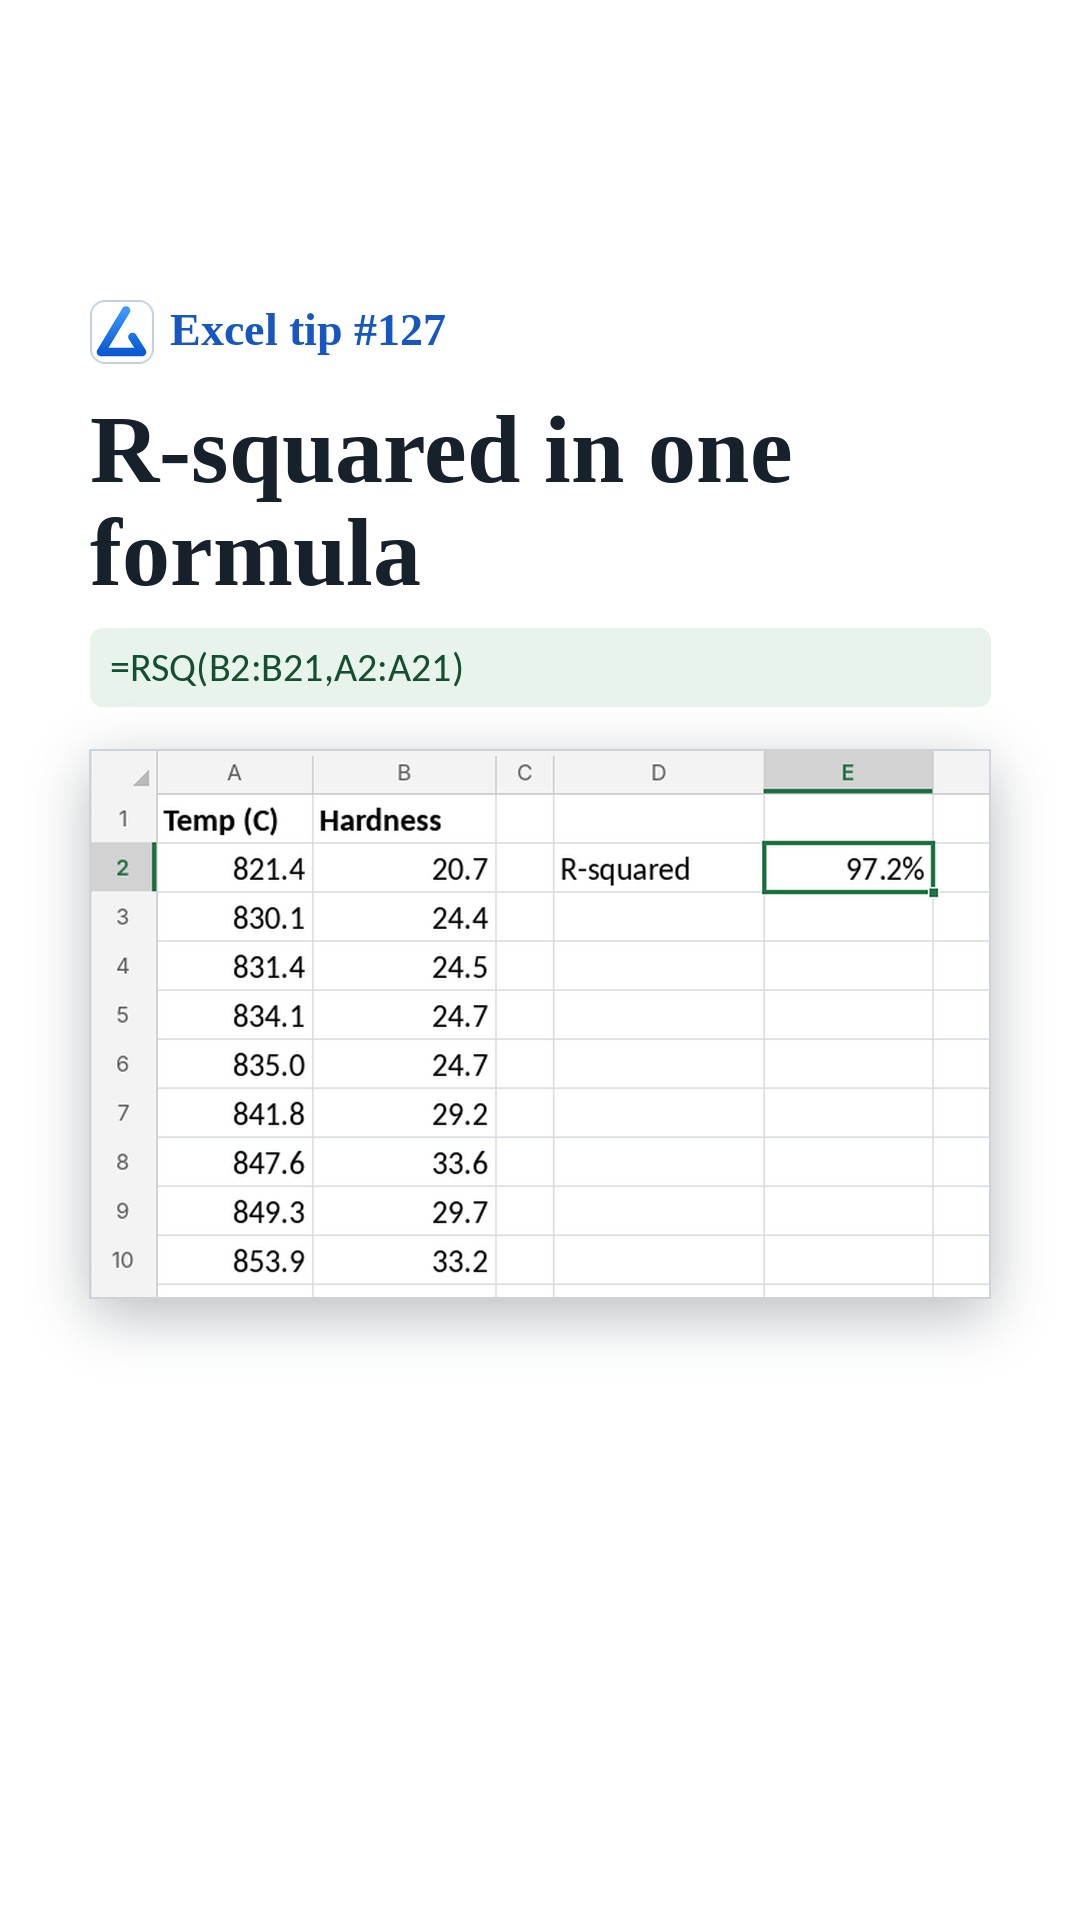 Excel tip #127
R-squared in one
formula
=RSQ(B2:B21,A2:A21)
A B C D E
1 Temp (C) Hardness
2 821.4 20.7 R-squared 97.2%
3 830.1 24.4
4 831.4 24.5
5 834.1 24.7
6 835.0 24.7
7 841.8 29.2
8 847.6 33.6
9 849.3 29.7
10 853.9 33.2